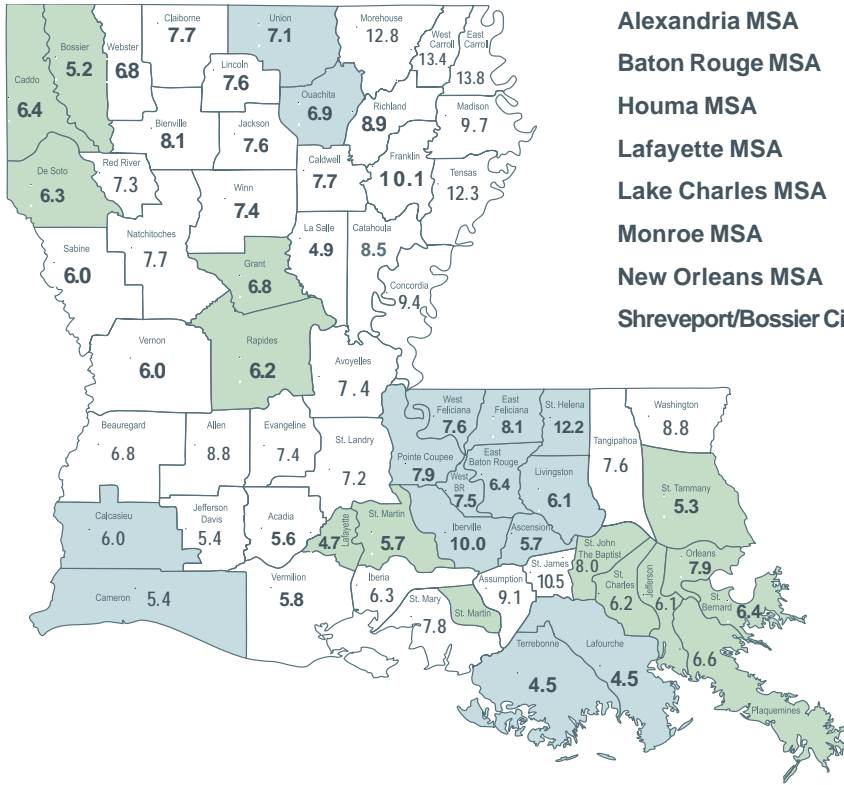 Alexandria MSA
Baton Rouge MSA
Houma MSA
Lafayette MSA
Lake Charles MSA
Monroe MSA
New Orleans MSA
Shreveport/Bossier Ci
Caddo
6.4
Bossier
5.2
Webster
6.8
Claiborne
7.7
Union
7.1
Morehouse
12.8
West
Carroll
13.4
East
Carroll
13.8
Lincoln
7.6
Ouachita
6.9
Richland
8.9
Madison
9.7
Bienville
8.1
Jackson
7.6
Caldwell
7.7
Franklin
10.1
Tensas
12.3
De Soto
6.3
Red River
7.3
Winn
7.4
Natchitoches
7.7
Sabine
6.0
Grant
6.8
La Salle
4.9
Catahoula
8.5
Concordia
9.4
Vernon
6.0
Rapides
6.2
Avoyelles
7.4
Beauregard
6.8
Allen
8.8
Evangeline
7.4
St. Landry
7.2
Pointe Coupee
7.9
West
Feliciana
7.6
East
Feliciana
8.1
St. Helena
12.2
Tangipahoa
7.6
Washington
8.8
West
BR
7.5
East
Baton Rouge
6.4
Livingston
6.1
St. Tammany
5.3
Calcasieu
6.0
Jefferson
Davis
5.4
Acadia
5.6
Lafayette
4.7
St. Martin
5.7
Iberville
10.0
Ascension
5.7
St. John
The Baptist
8.0
St.
Charles
6.2
Jefferson
6.1
Orleans
7.9
St.
Bernard
6.4
Cameron 5.4
Vermilion
5.8
Iberia
6.3
St. Mary
7.8
St. Martin
Assumption
9.1
St. James
10.5
Terrebonne
4.5
Lafourche
4.5
6.6
Plaquemines